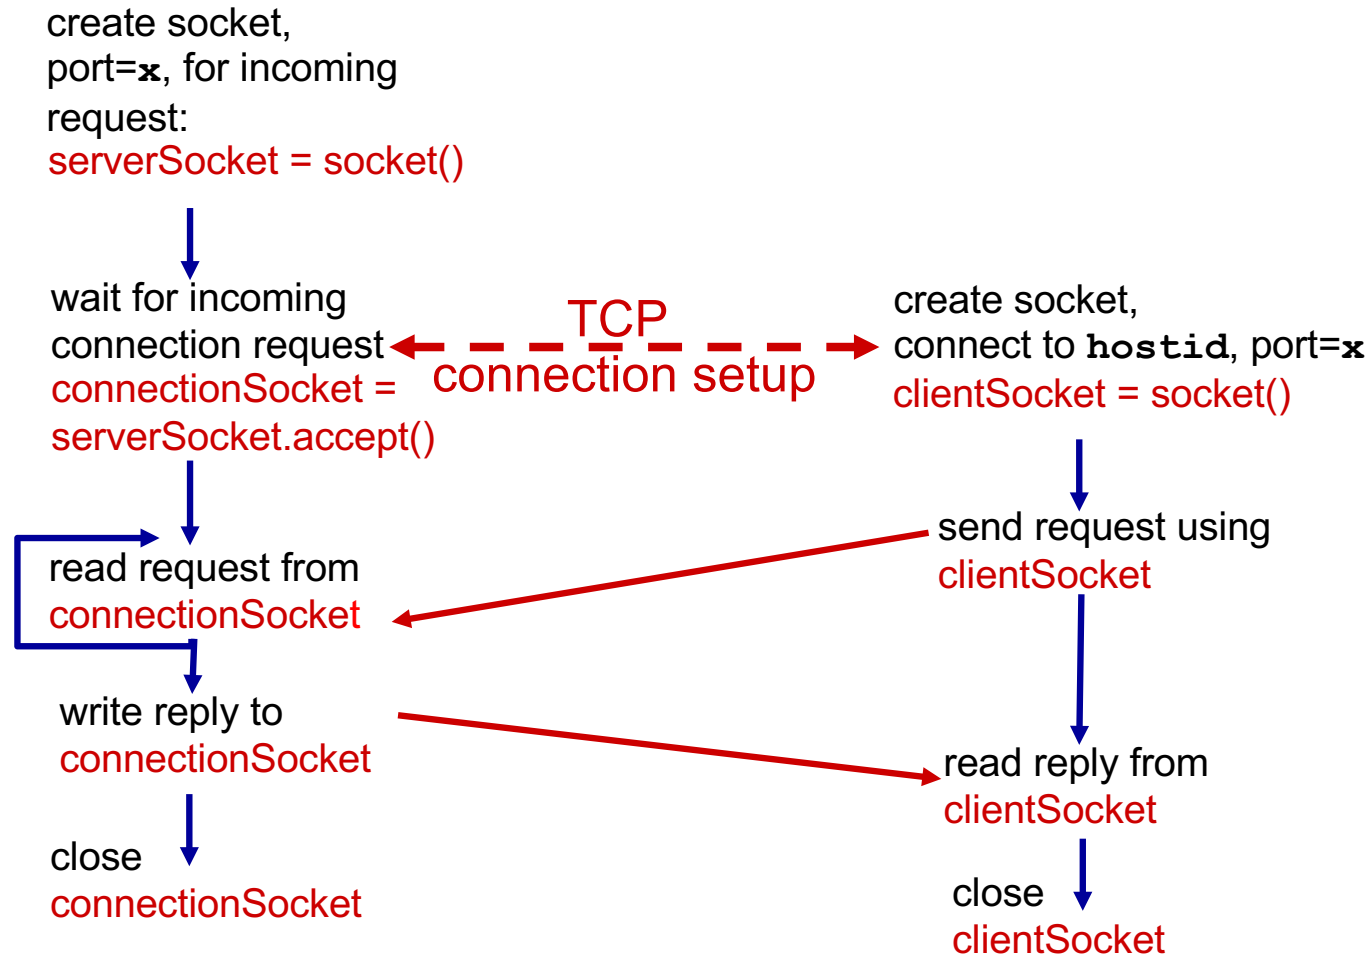 create socket,
port=x, for incoming
request:
serverSocket = socket()
wait for incoming
connection request
connectionSocket =
serverSocket.accept()
TCP
connection setup
create socket,
connect to hostid, port=x
clientSocket = socket()
read request from
connectionSocket
send request using
clientSocket
write reply to
connectionSocket
read reply from
clientSocket
close
connectionSocket
close
clientSocket